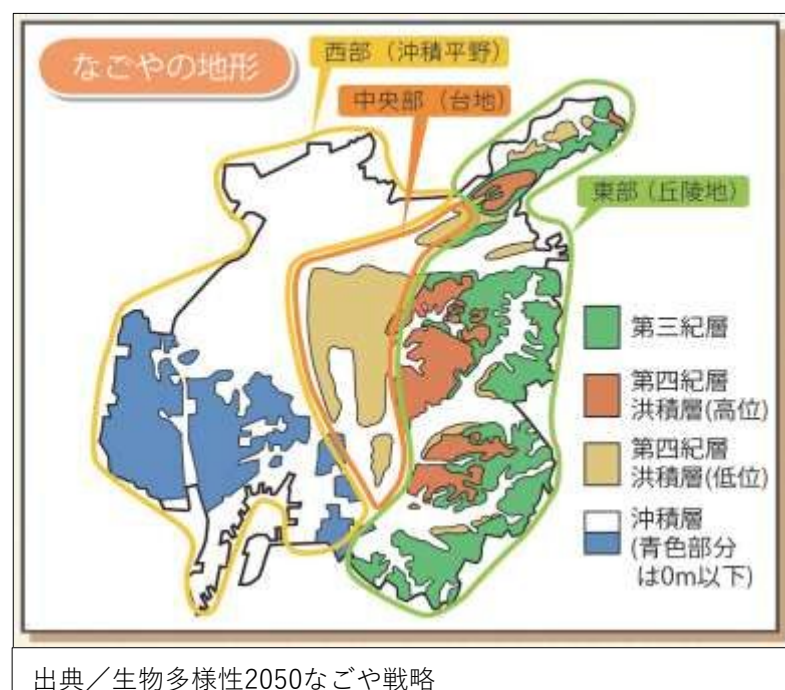 なごやの地形
西部（沖積平野）
中央部（台地）
東部（丘陵地）
第三紀層
第四紀層
洪積層(高位)
第四紀層
洪積層(低位)
沖積層
(青色部分
は0m以下)
出典／生物多様性2050なごや戦略